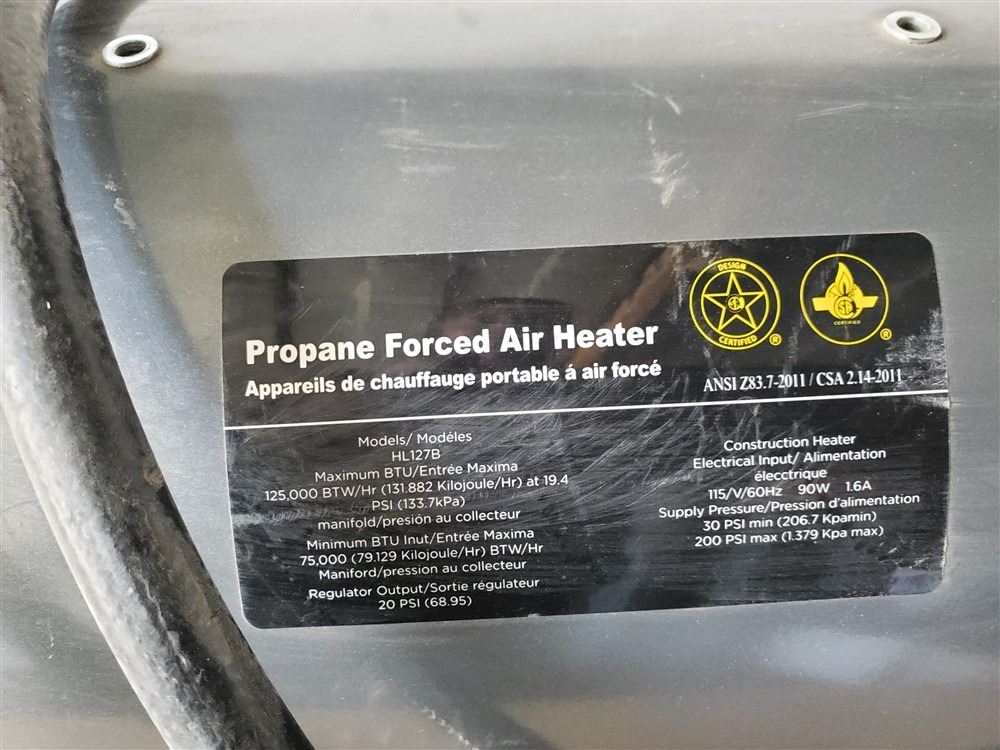 DESIGN
CERTIFIED ®
CERTIFIED
®
Propane Forced Air Heater
Appareils de chauffage portable á air forcé
ANSI Z83.7-2011 / CSA 2.14-2011
Models/ Modéles
HL127B
Maximum BTU/Entrée Maxima
125,000 BTW/Hr (131.882 Kilojoule/Hr) at 19.4
PSI (133.7kPa)
manifold/presión au collecteur
Minimum BTU Inut/Entrée Maxima
75,000 (79.129 Kilojoule/Hr) BTW/Hr
Maniford/pression au collecteur
Regulator Output/Sortie régulateur
20 PSI (68.95)
Construction Heater
Electrical Input/ Alimentation
élecctrique
115/V/60Hz 90W 1.6A
Supply Pressure/Pression d'alimentation
30 PSI min (206.7 Kpamin)
200 PSI max (1.379 Kpa max)